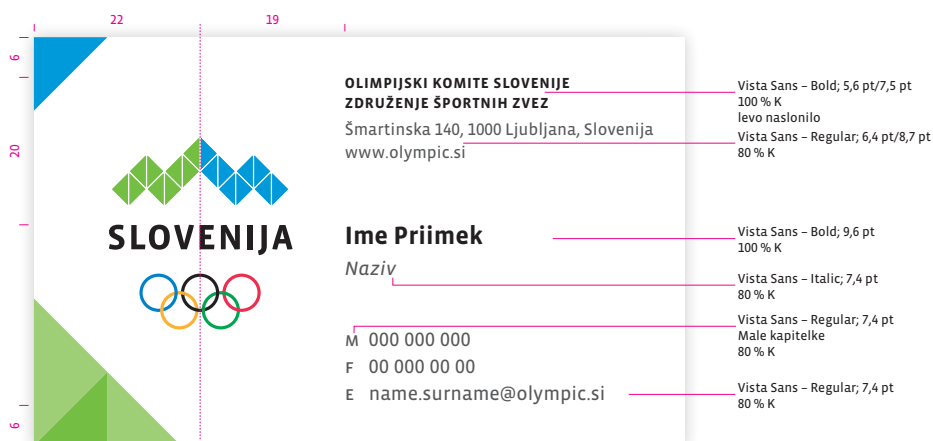 22
19
6
20
6
SLOVENIJA
OLIMPIJSKI KOMITE SLOVENIJE
ZDRUŽENJE ŠPORTNIH ZVEZ
Šmartinska 140, 1000 Ljubljana, Slovenija
www.olympic.si
Ime Priimek
Naziv
M 000 000 000
F 00 000 00 00
E name.surname@olympic.si
Vista Sans – Bold; 5,6 pt/7,5 pt
100 % K
levo naslonilo
Vista Sans – Regular; 6,4 pt/8,7 pt
80 % K
Vista Sans – Bold; 9,6 pt
100 % K
Vista Sans – Italic; 7,4 pt
80 % K
Vista Sans – Regular; 7,4 pt
Male kapitelke
80 % K
Vista Sans – Regular; 7,4 pt
80 % K